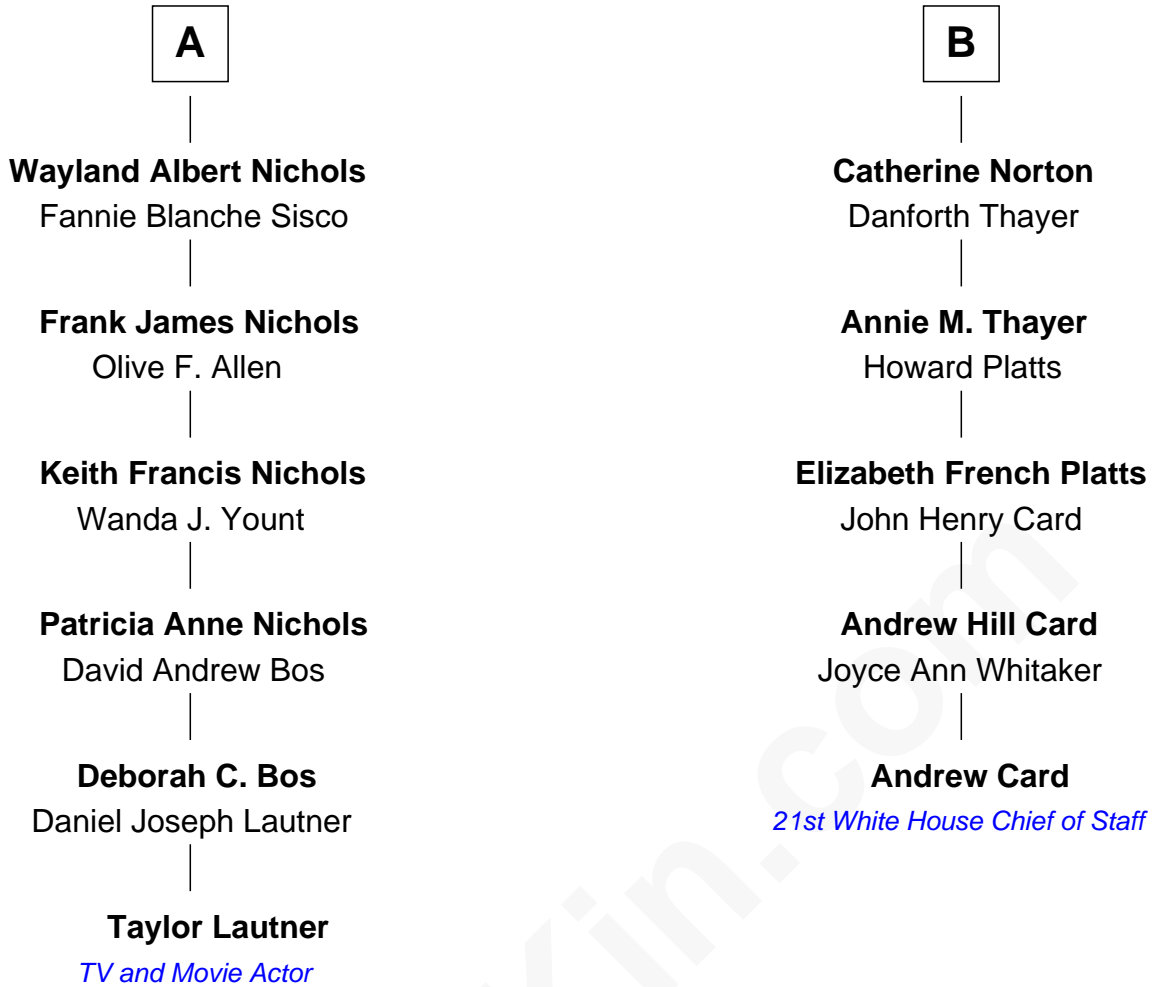 A
Wayland Albert Nichols
Fannie Blanche Sisco
Frank James Nichols
Olive F. Allen
Keith Francis Nichols
Wanda J. Yount
Patricia Anne Nichols
David Andrew Bos
Deborah C. Bos
Daniel Joseph Lautner
Taylor Lautner
TV and Movie Actor
B
Catherine Norton
Danforth Thayer
Annie M. Thayer
Howard Platts
Elizabeth French Platts
John Henry Card
Andrew Hill Card
Joyce Ann Whitaker
Andrew Card
21st White House Chief of Staff
Kin.com